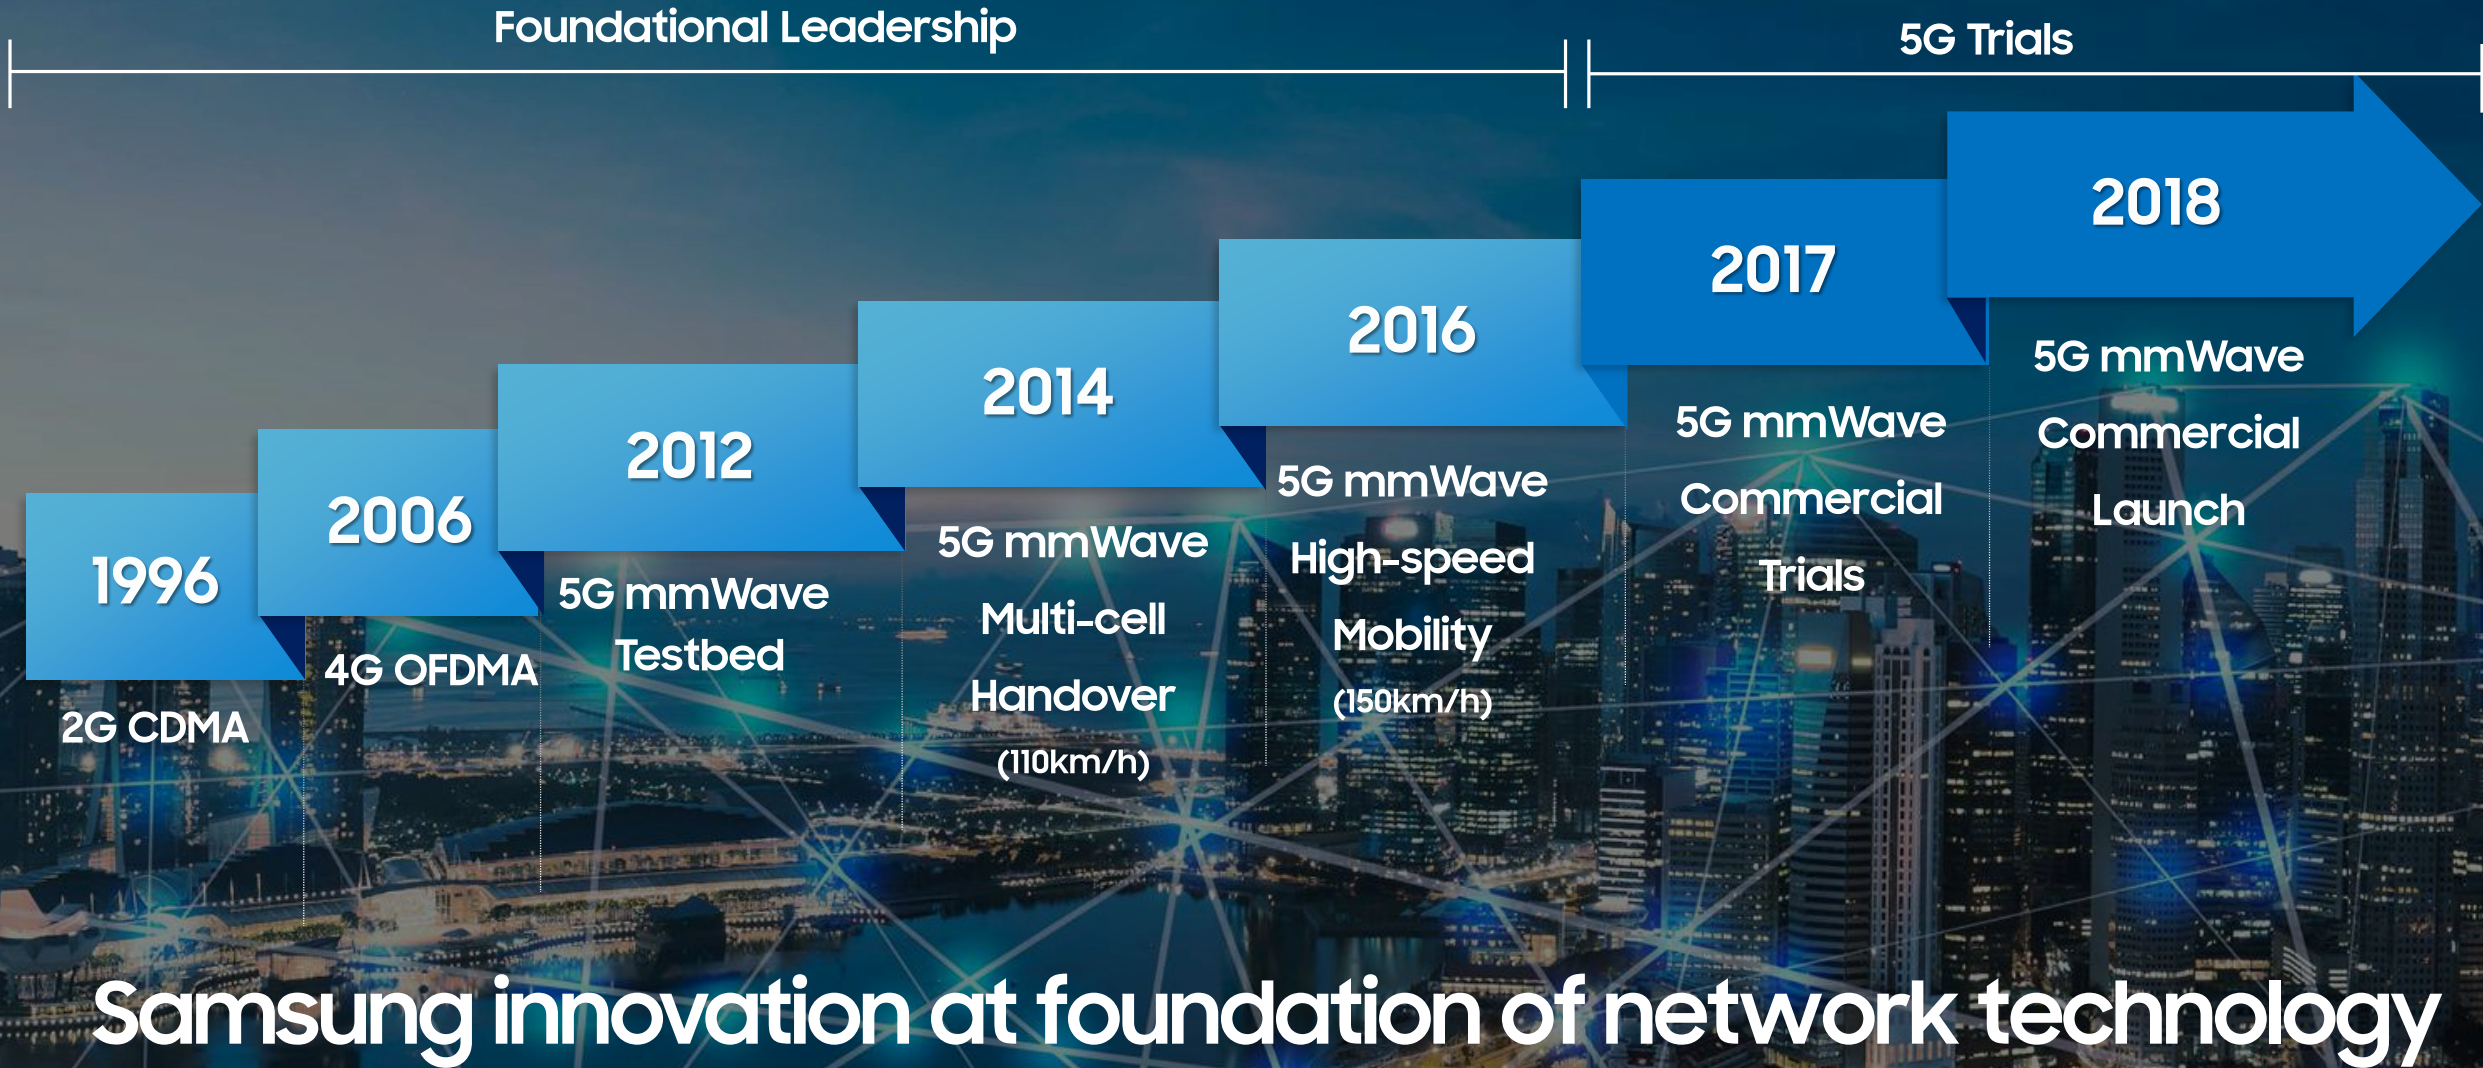 Foundational Leadership
5G Trials
1996
2G CDMA
2006
4G OFDMA
2012
5G mmWave
Testbed
2014
5G mmWave
Multi-cell
Handover
(110km/h)
2016
5G mmWave
High-speed
Mobility
(150km/h)
2017
5G mmWave
Commercial
Trials
2018
5G mmWave
Commercial
Launch
Samsung innovation at foundation of network technology